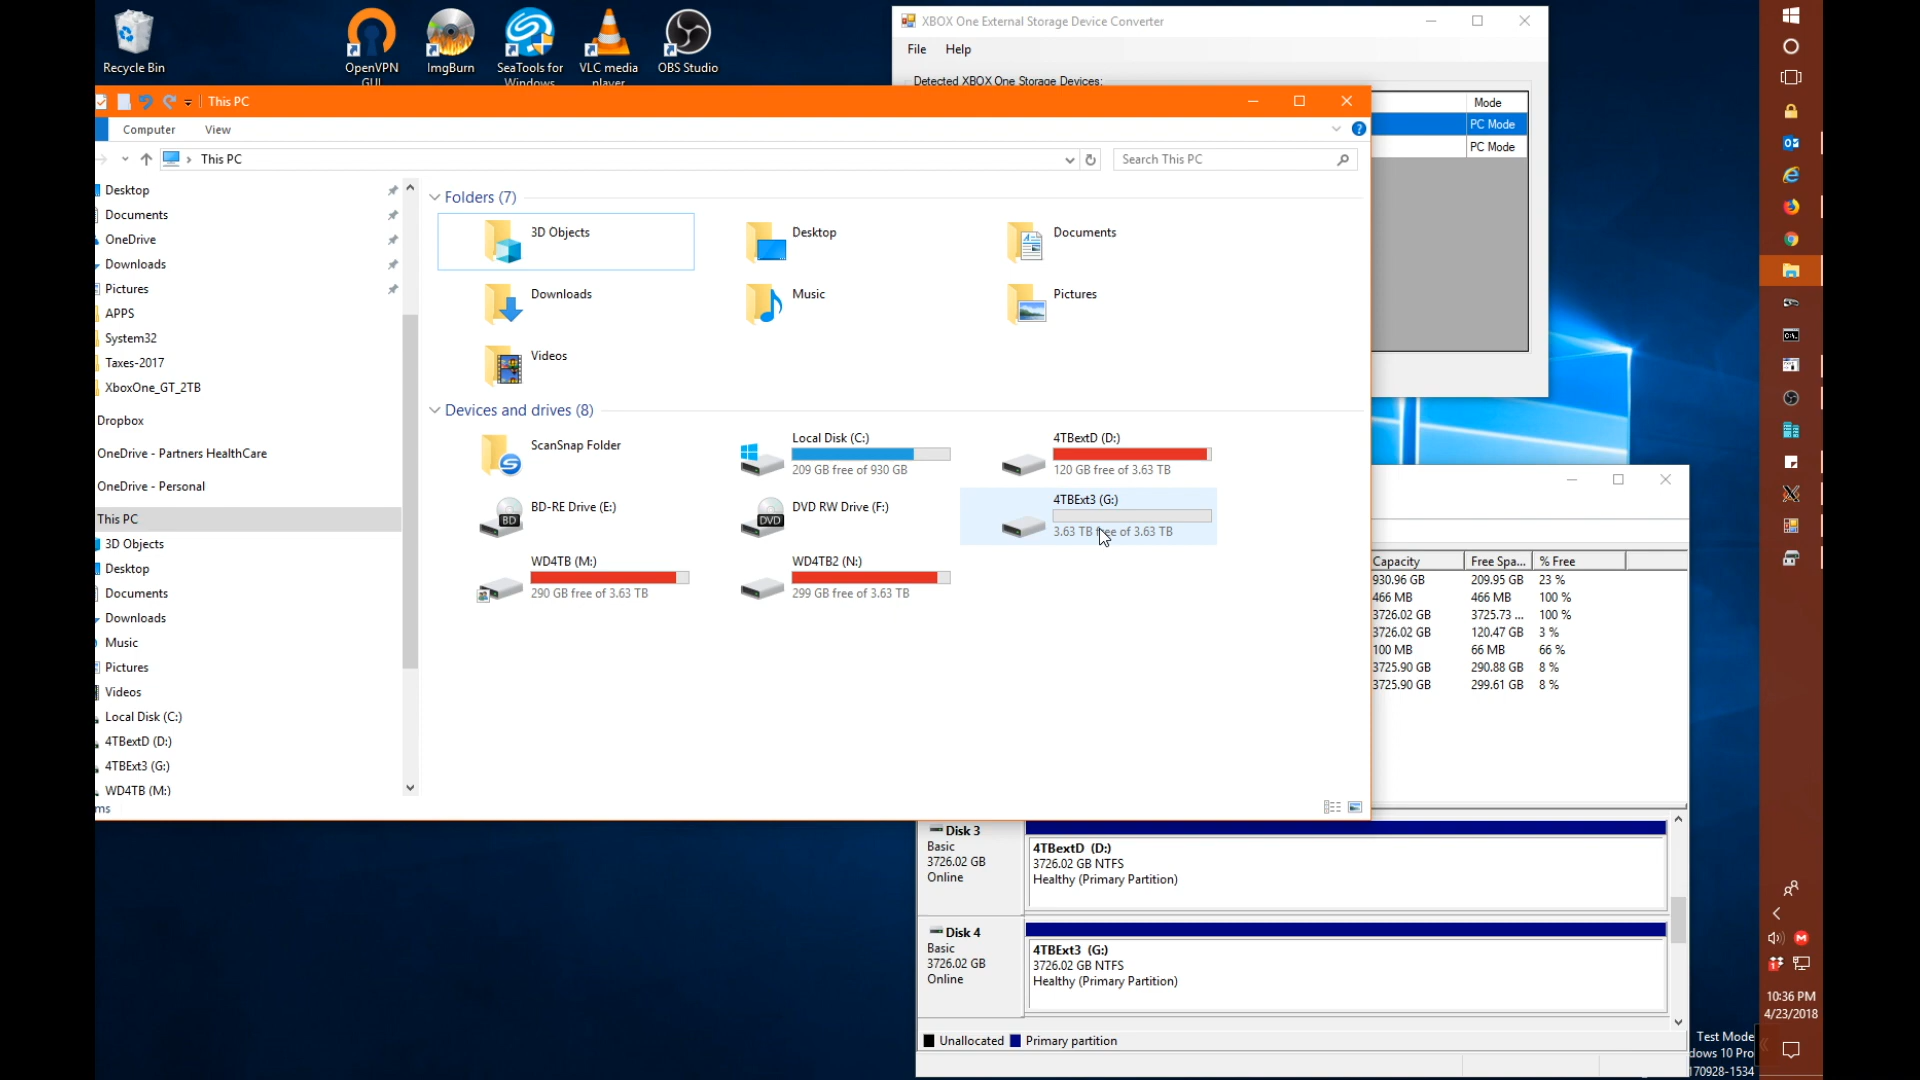 Recycle Bin
OpenVPN
GUI
ImgBurn
SeaTools for
Windows
VLC media
player
OBS Studio
XBOX One External Storage Device Converter
File Help
Detected XBOX One Storage Devices:
Mode
PC Mode
PC Mode
This PC
Computer View
This PC
Search This PC
Desktop
Documents
OneDrive
Downloads
Pictures
APPS
System32
Taxes-2017
XboxOne_GT_2TB
Dropbox
OneDrive - Partners HealthCare
OneDrive - Personal
This PC
3D Objects
Desktop
Documents
Downloads
Music
Pictures
Videos
Local Disk (C:)
4TBextD (D:)
4TBExt3 (G:)
WD4TB (M:)
ms
Folders (7)
3D Objects
Desktop
Documents
Downloads
Music
Pictures
Videos
Devices and drives (8)
ScanSnap Folder
Local Disk (C:)
209 GB free of 930 GB
4TBextD (D:)
120 GB free of 3.63 TB
BD
BD-RE Drive (E:)
DVD
DVD RW Drive (F:)
4TBExt3 (G:)
3.63 TB free of 3.63 TB
WD4TB (M:)
290 GB free of 3.63 TB
WD4TB2 (N:)
299 GB free of 3.63 TB
Capacity Free Spa... % Free
930.96 GB 209.95 GB 23 %
466 MB 466 MB 100 %
3726.02 GB 3725.73 ... 100 %
3726.02 GB 120.47 GB 3 %
100 MB 66 MB 66 %
3725.90 GB 290.88 GB 8 %
3725.90 GB 299.61 GB 8 %
Disk 3
Basic
3726.02 GB
Online
4TBextD (D:)
3726.02 GB NTFS
Healthy (Primary Partition)
Disk 4
Basic
3726.02 GB
Online
4TBExt3 (G:)
3726.02 GB NTFS
Healthy (Primary Partition)
Unallocated Primary partition
10:36 PM
4/23/2018
Test Mode
dows 10 Pro
170928-1534